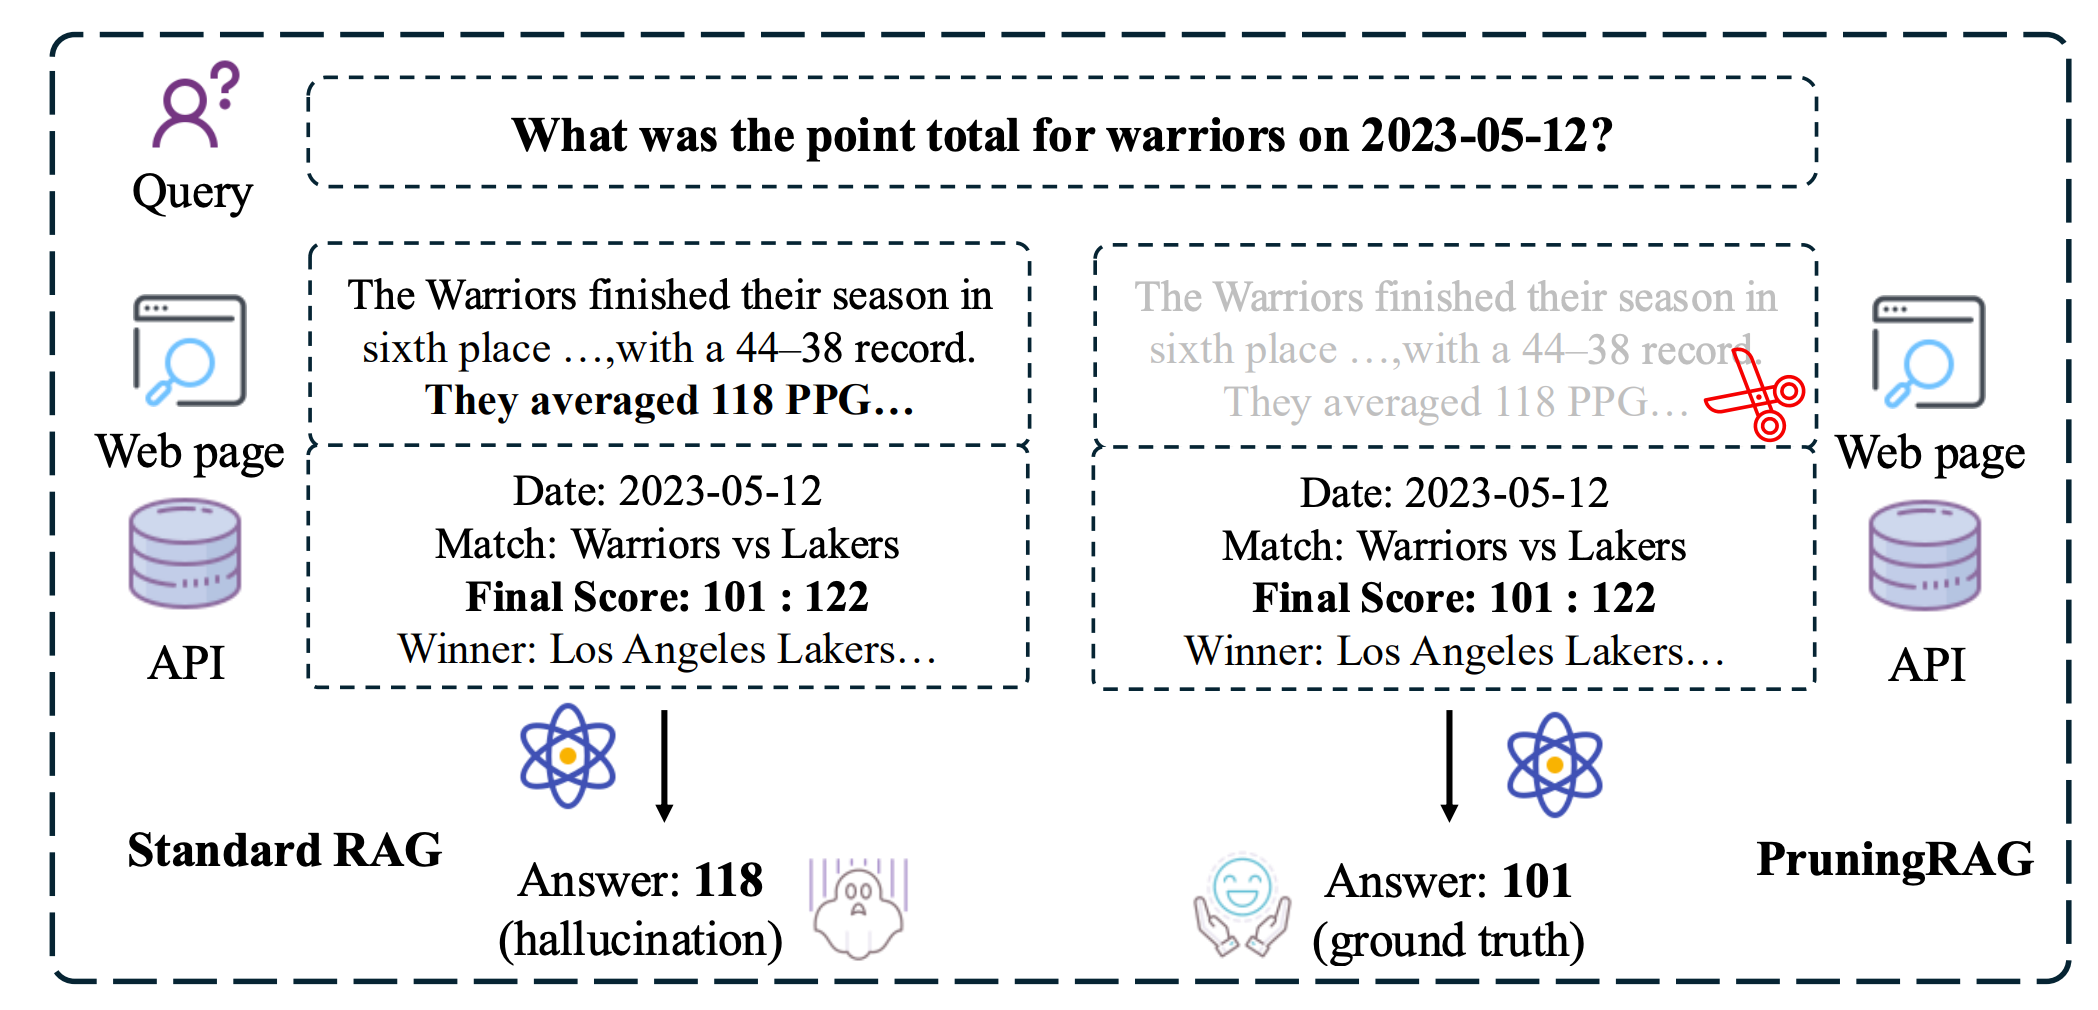 Query
What was the point total for warriors on 2023-05-12?
The Warriors finished their season in
sixth place …,with a 44–38 record.
They averaged 118 PPG…
Web page
Date: 2023-05-12
Match: Warriors vs Lakers
Final Score: 101 : 122
Winner: Los Angeles Lakers…
API
Standard RAG
Answer: 118
(hallucination)
The Warriors finished their season in
sixth place …,with a 44–38 record.
They averaged 118 PPG…
Web page
Date: 2023-05-12
Match: Warriors vs Lakers
Final Score: 101 : 122
Winner: Los Angeles Lakers…
API
Answer: 101
(ground truth)
PruningRAG